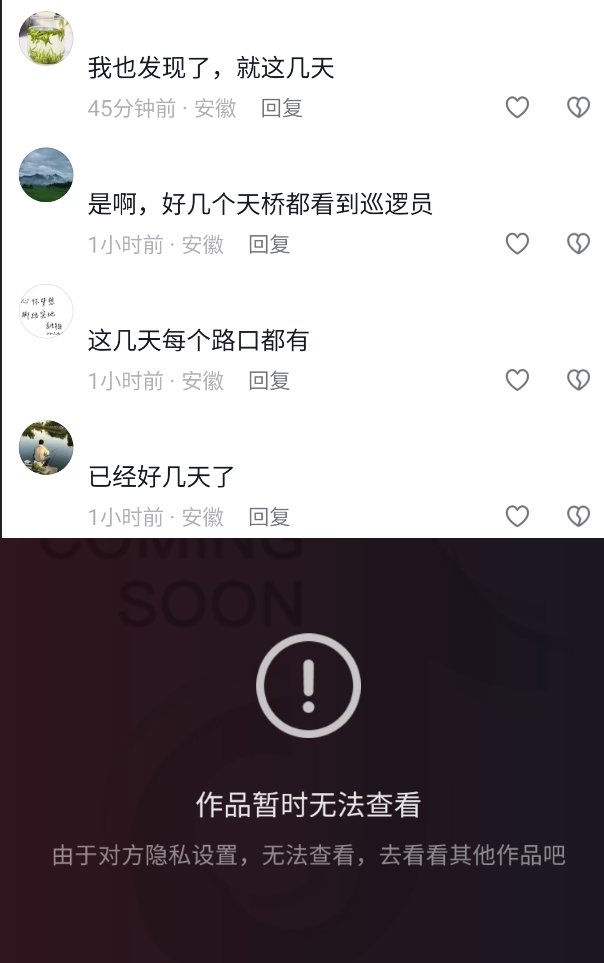 我也发现了，就这几天
45分钟前 · 安徽 回复
是啊，好几个天桥都看到巡逻员
1小时前 · 安徽 回复
心怀梦想
脚踏实地
这几天每个路口都有
1小时前 · 安徽 回复
已经好几天了
1小时前 · 安徽 回复
COMING
SOON
作品暂时无法查看
由于对方隐私设置，无法查看，去看看其他作品吧